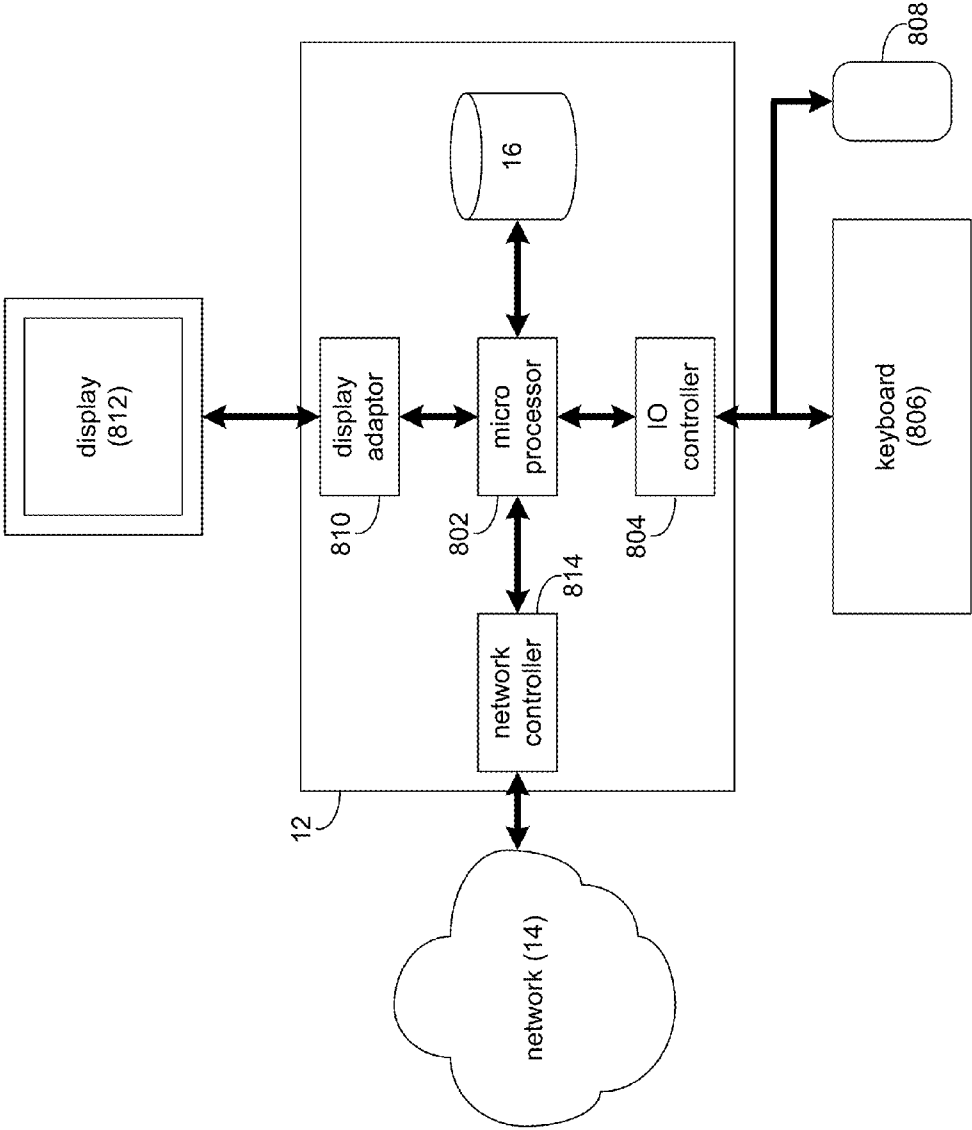 network (14)
12
network
controller
814
display
(812)
810
display
adaptor
802
micro
processor
804
IO
controller
16
keyboard
(806)
808